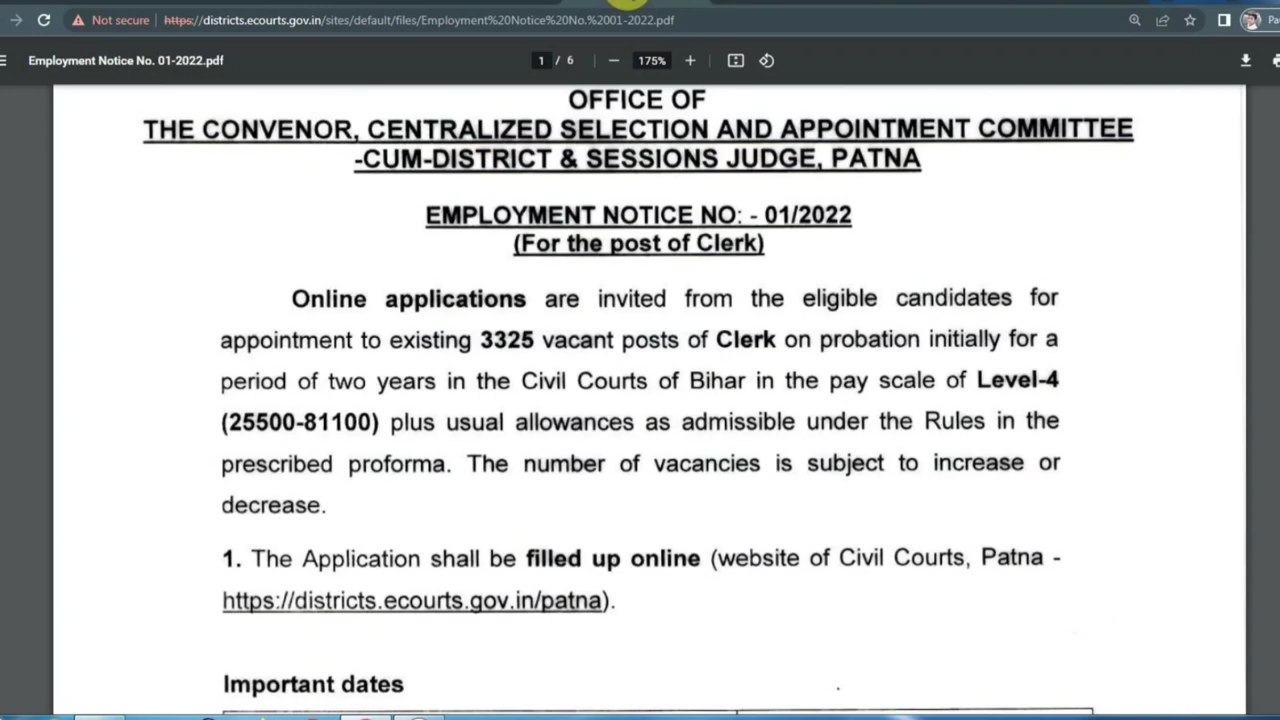 Not secure https://districts.ecourts.gov.in/sites/default/files/Employment%20Notice%20No.%2001-2022.pdf
Employment Notice No. 01-2022.pdf 1 / 6 175%
OFFICE OF
THE CONVENOR, CENTRALIZED SELECTION AND APPOINTMENT COMMITTEE
-CUM-DISTRICT & SESSIONS JUDGE, PATNA
EMPLOYMENT NOTICE NO: - 01/2022
(For the post of Clerk)
Online applications are invited from the eligible candidates for
appointment to existing 3325 vacant posts of Clerk on probation initially for a
period of two years in the Civil Courts of Bihar in the pay scale of Level-4
(25500-81100) plus usual allowances as admissible under the Rules in the
prescribed proforma. The number of vacancies is subject to increase or
decrease.
1. The Application shall be filled up online (website of Civil Courts, Patna -
https://districts.ecourts.gov.in/patna).
Important dates